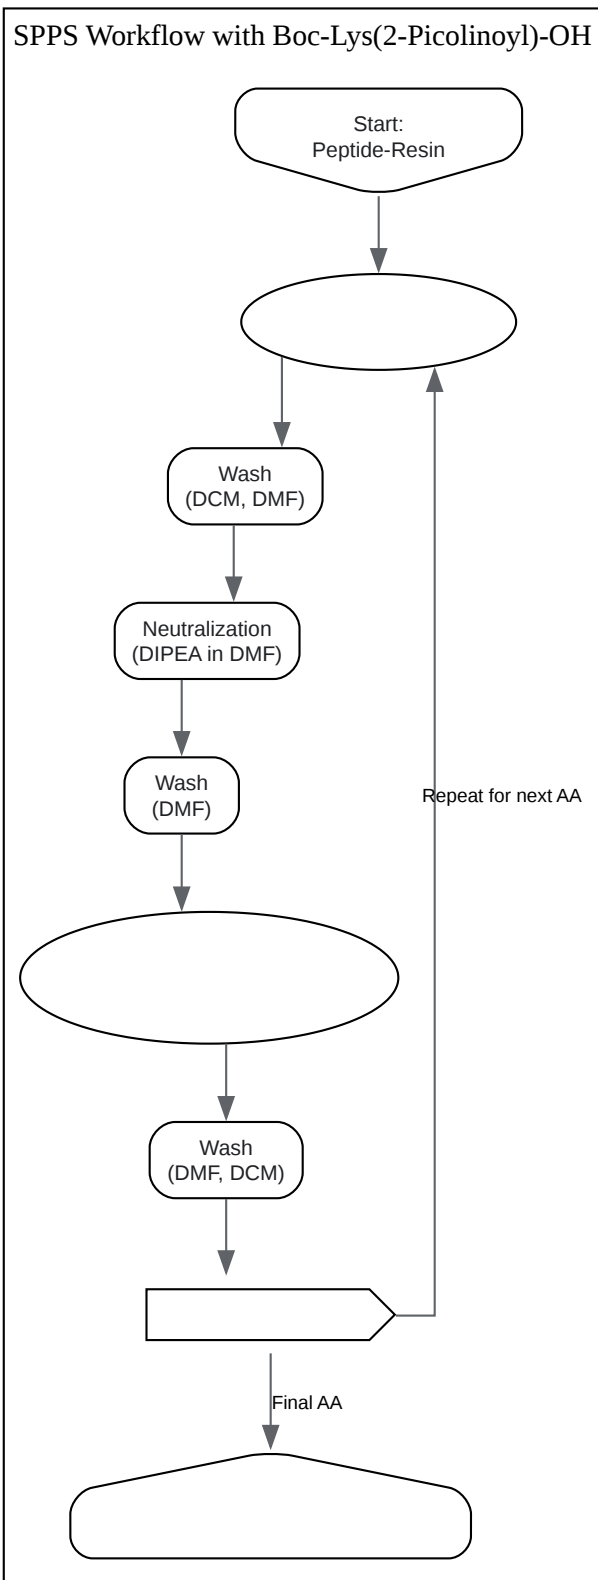 SPPS Workflow with Boc-Lys(2-Picolinoyl)-OH
Start:
Peptide-Resin
Wash
(DCM, DMF)
Neutralization
(DIPEA in DMF)
Wash
(DMF)
Repeat for next AA
Wash
(DMF, DCM)
Final AA